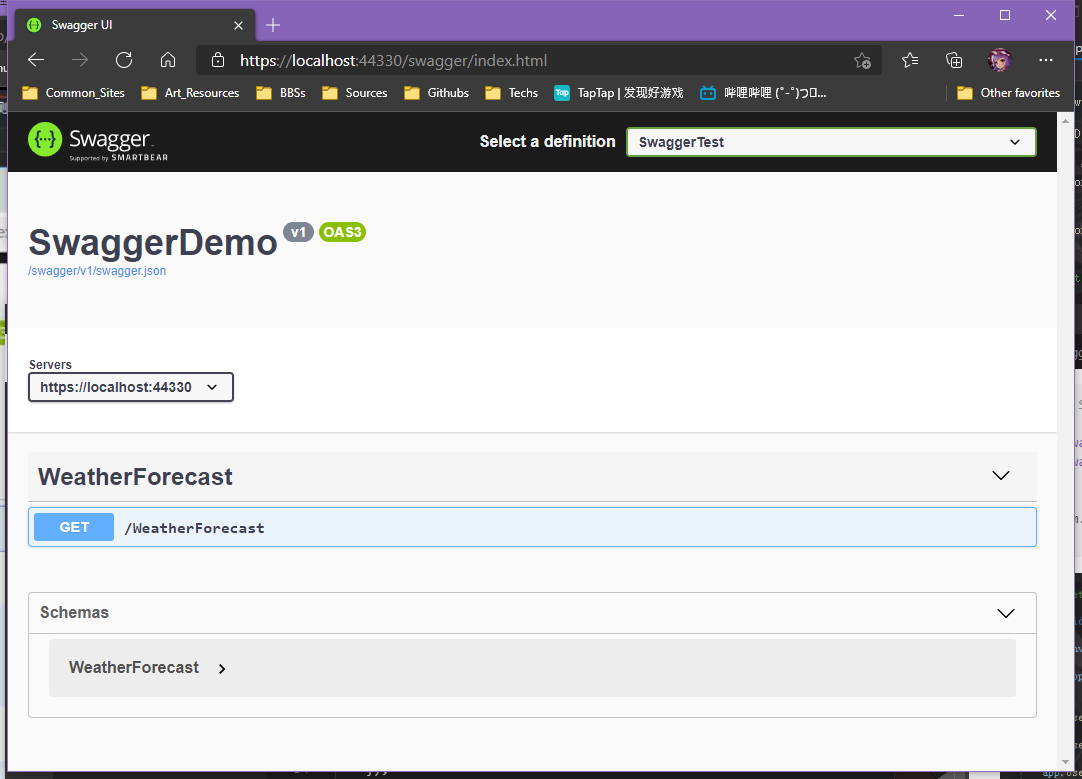 Swagger UI
https://localhost:44330/swagger/index.html
Common_Sites Art_Resources BBSs Sources Githubs Techs TapTap | 发现好游戏 哔哩哔哩 (゜-゜)つロ... Other favorites
Swagger
Supported by SMARTBEAR
Select a definition SwaggerTest
SwaggerDemo v1 OAS3
/swagger/v1/swagger.json
Servers
https://localhost:44330
WeatherForecast
GET /WeatherForecast
Schemas
WeatherForecast